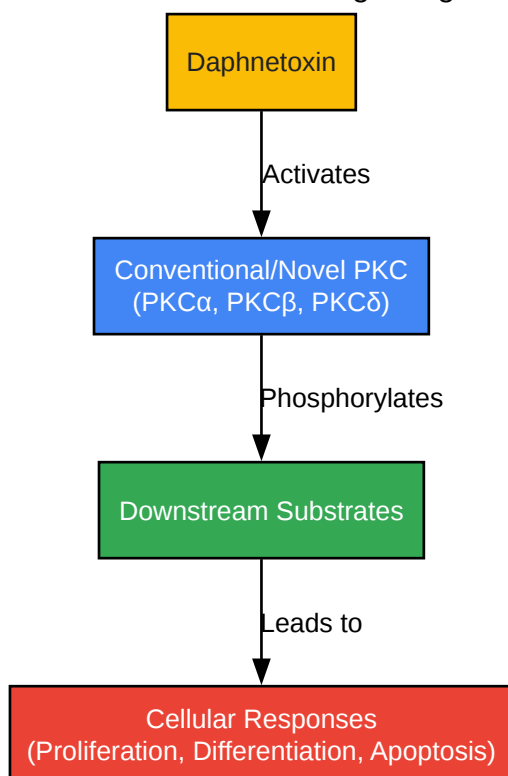 Daphnetoxin
Activates
Conventional/Novel PKC
(PKCα, PKCβ, PKCδ)
Phosphorylates
Downstream Substrates
Leads to
Cellular Responses
(Proliferation, Differentiation, Apoptosis)